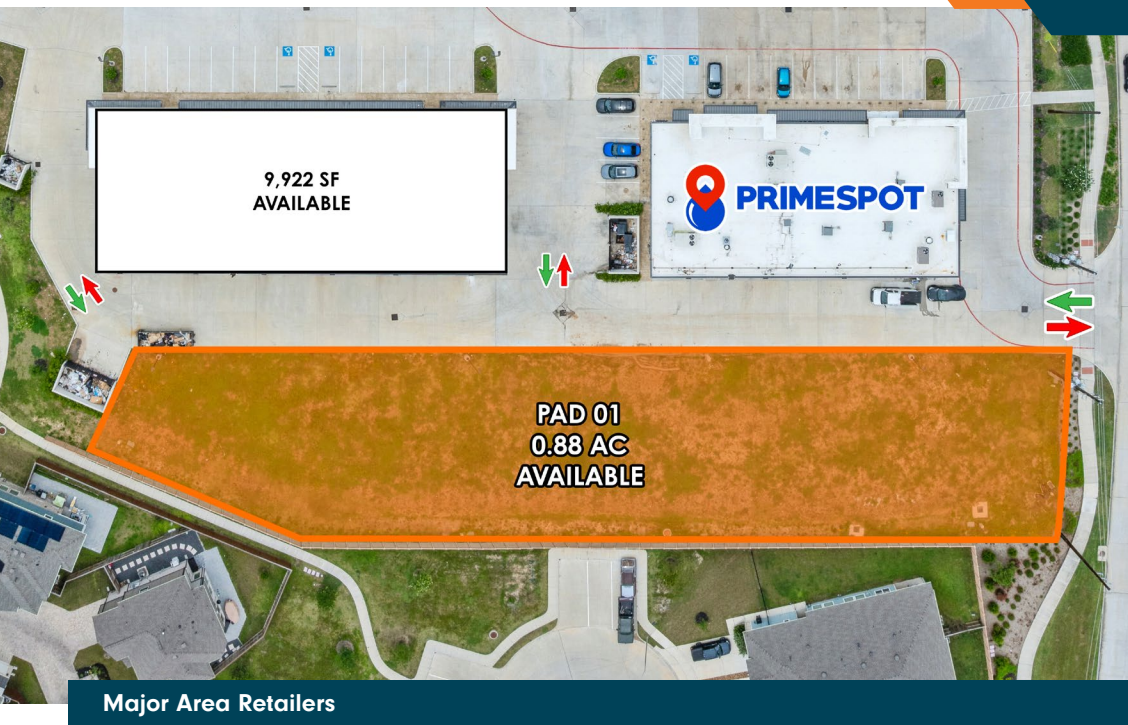 9,922 SF
AVAILABLE
PRIMESPOT
PAD 01
0.88 AC
AVAILABLE
Major Area Retailers